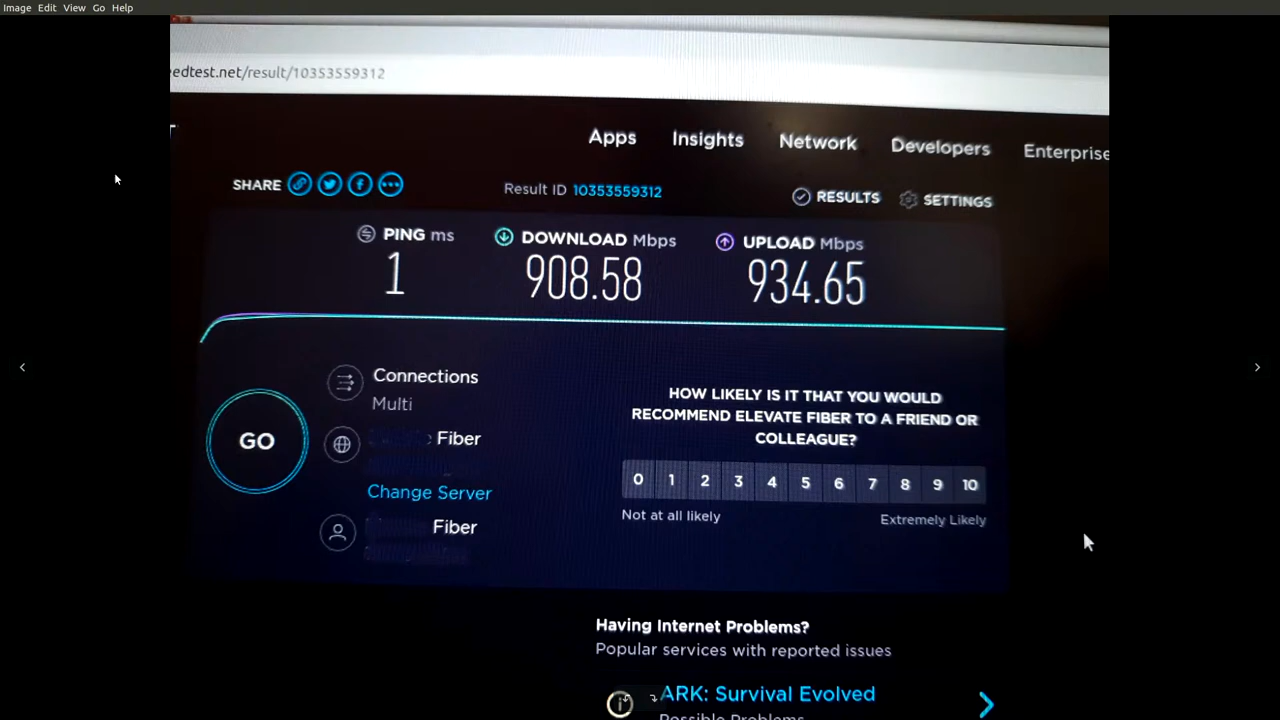 Image Edit View Go Help
edtest.net/result/10353559312
Apps Insights Network Developers Enterprise
SHARE
Result ID 10353559312
RESULTS SETTINGS
PING ms DOWNLOAD Mbps UPLOAD Mbps
1 908.58 934.65
Connections
Multi
GO
Fiber
Change Server
Fiber
HOW LIKELY IS IT THAT YOU WOULD
RECOMMEND ELEVATE FIBER TO A FRIEND OR
COLLEAGUE?
0 1 2 3 4 5 6 7 8 9 10
Not at all likely Extremely Likely
Having Internet Problems?
Popular services with reported issues
ARK: Survival Evolved
Possible Problems